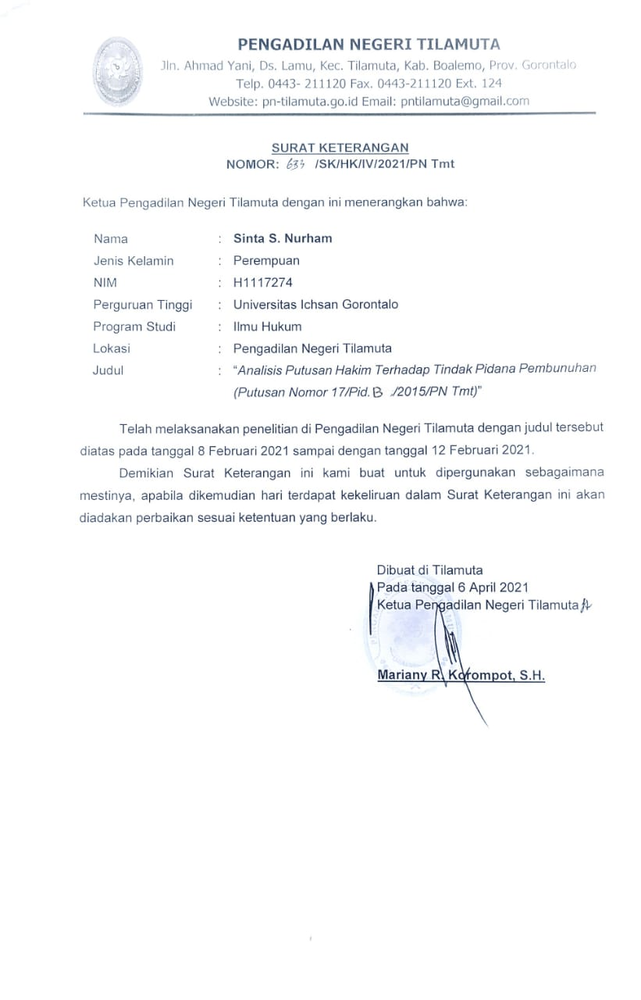 PENGADILAN NEGERI TILAMUTA
Jln. Ahmad Yani, Ds. Lamu, Kec. Tilamuta, Kab. Boalemo, Prov. Gorontalo
Telp. 0443- 211120 Fax. 0443-211120 Ext. 124
Website: pn-tilamuta.go.id Email: pntilamuta@gmail.com
SURAT KETERANGAN
NOMOR: /SK/HK/IV/2021/PN Tmt
Ketua Pengadilan Negeri Tilamuta dengan ini menerangkan bahwa:
Nama : Sinta S. Nurham
Jenis Kelamin : Perempuan
NIM : H1117274
Perguruan Tinggi : Universitas Ichsan Gorontalo
Program Studi : Ilmu Hukum
Lokasi : Pengadilan Negeri Tilamuta
Judul : "Analisis Putusan Hakim Terhadap Tindak Pidana Pembunuhan
(Putusan Nomor 17/Pid.B /2015/PN Tmt)"
Telah melaksanakan penelitian di Pengadilan Negeri Tilamuta dengan judul tersebut
diatas pada tanggal 8 Februari 2021 sampai dengan tanggal 12 Februari 2021.
Demikian Surat Keterangan ini kami buat untuk dipergunakan sebagaimana
mestinya, apabila dikemudian hari terdapat kekeliruan dalam Surat Keterangan ini akan
diadakan perbaikan sesuai ketentuan yang berlaku.
Dibuat di Tilamuta
Pada tanggal 6 April 2021
Ketua Pengadilan Negeri Tilamuta
Mariany R. Korompot, S.H.